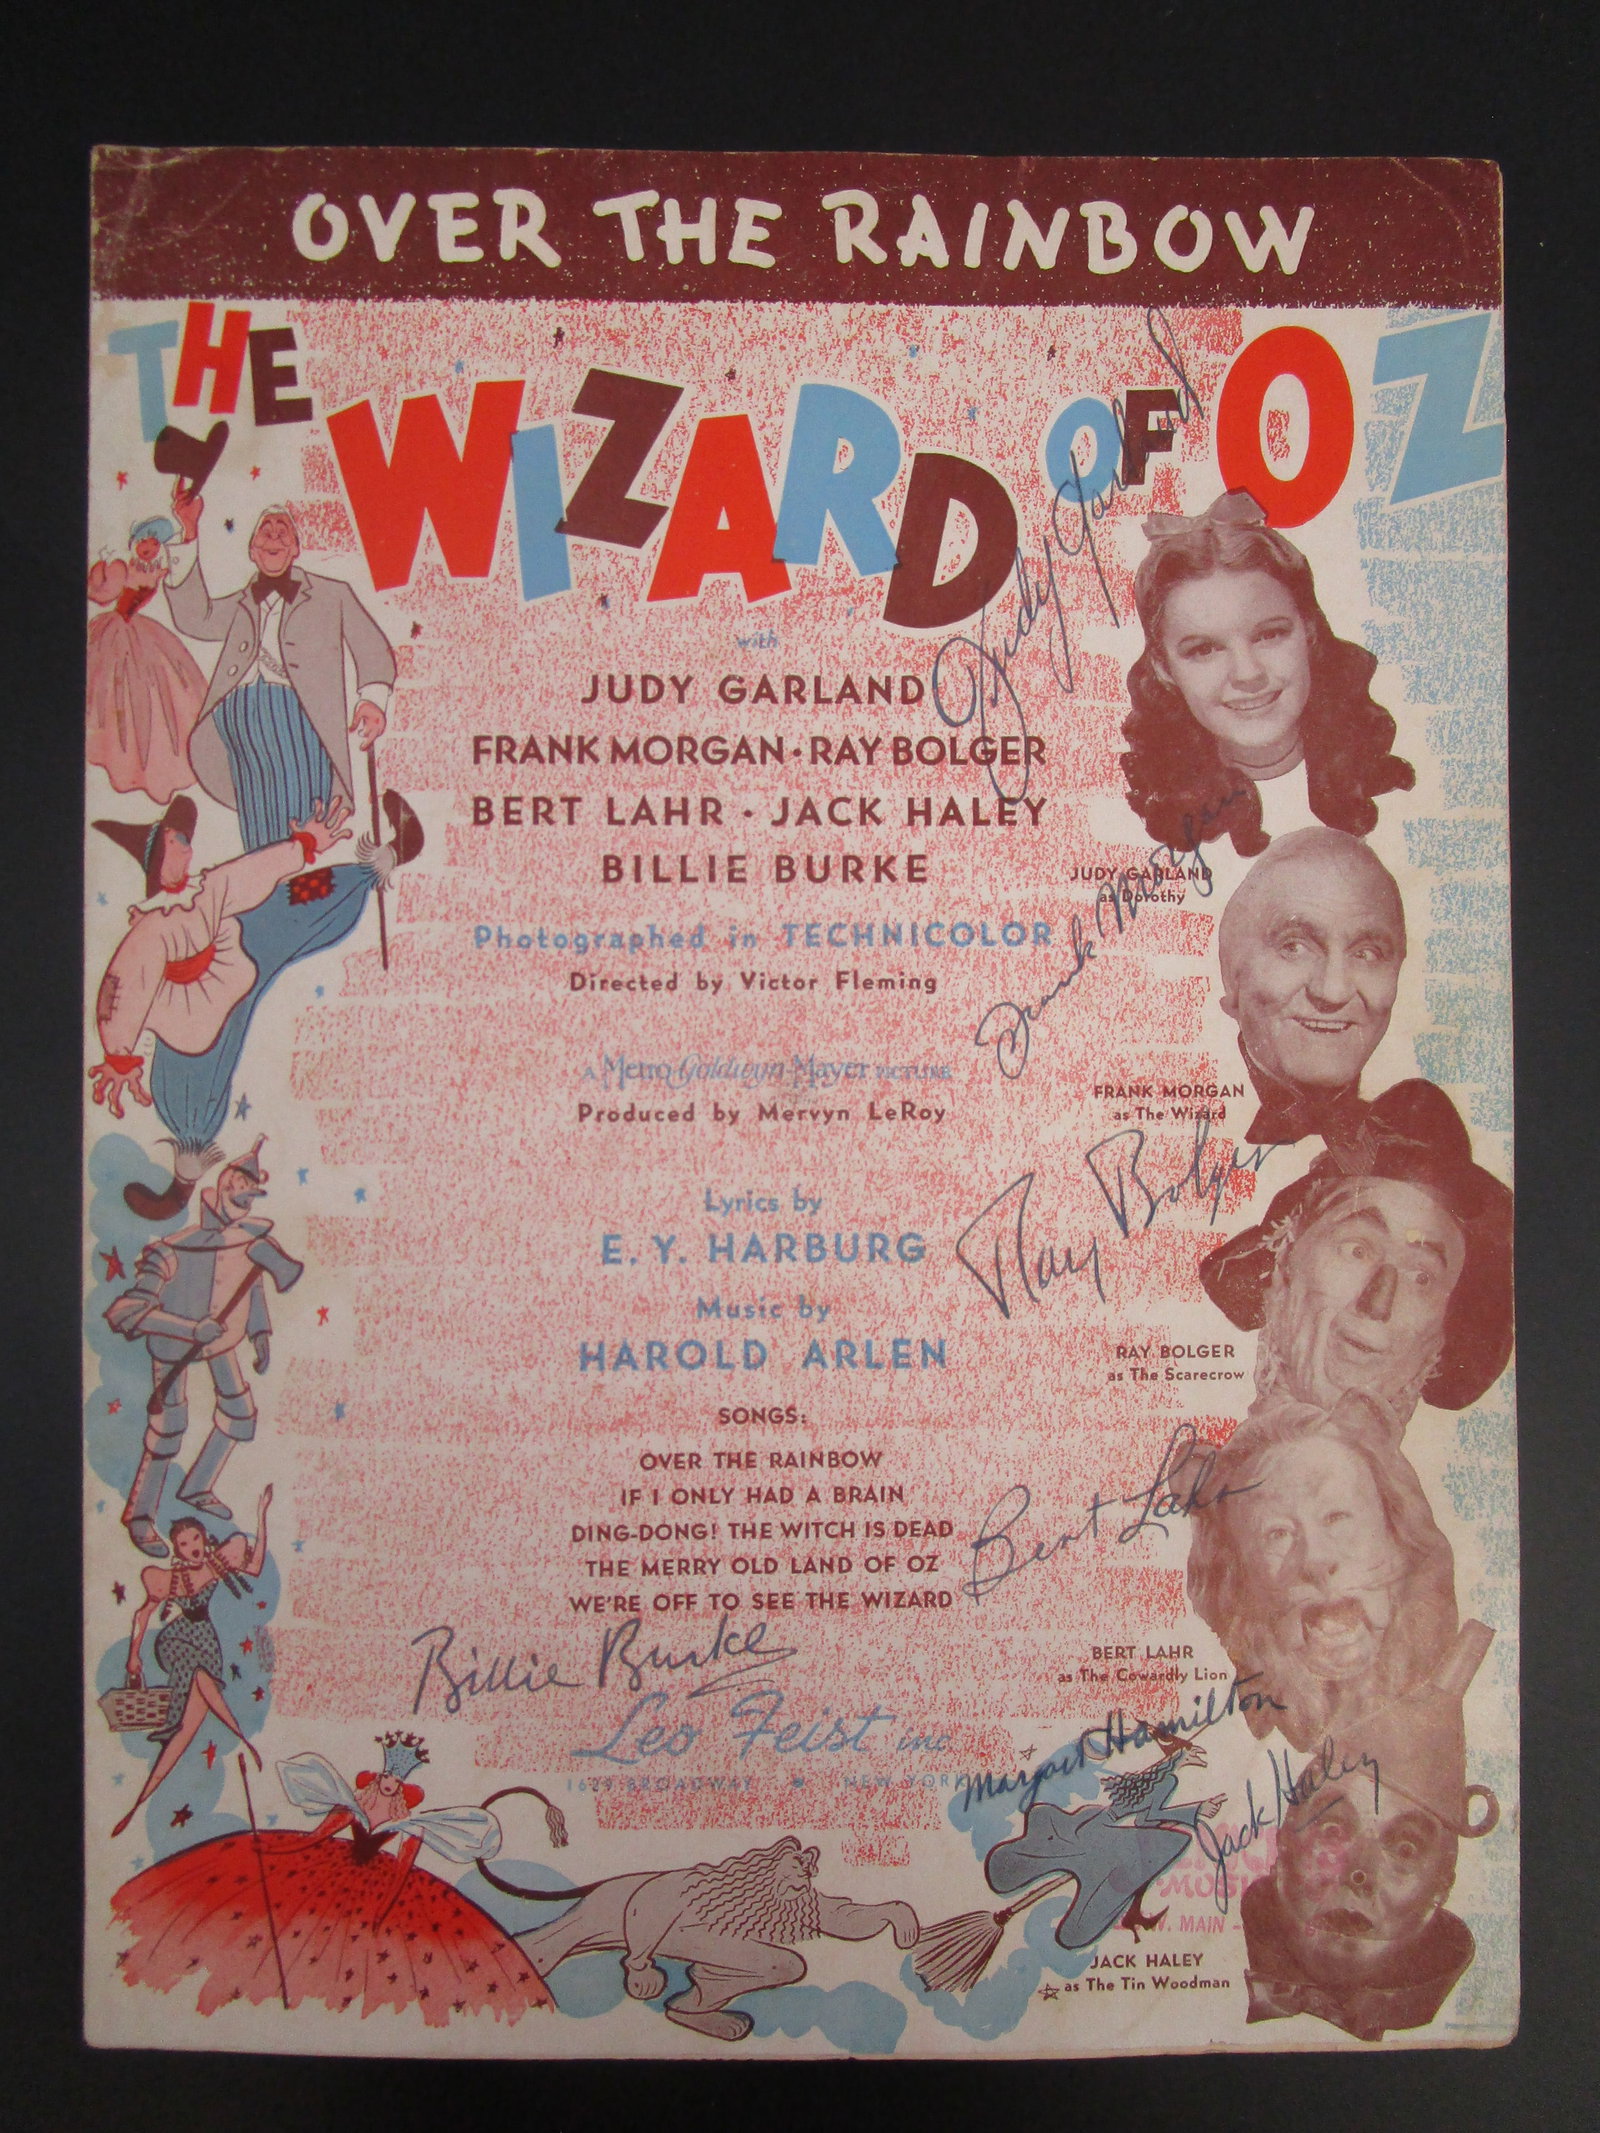 OVER THE RAINBOW
THE WIZARD OF OZ
with
JUDY GARLAND
FRANK MORGAN · RAY BOLGER
BERT LAHR · JACK HALEY
BILLIE BURKE
Photographed in TECHNICOLOR
Directed by Victor Fleming
A Metro-Goldwyn-Mayer PICTURE
Produced by Mervyn LeRoy
Lyrics by
E. Y. HARBURG
Music by
HAROLD ARLEN
SONGS:
OVER THE RAINBOW
IF I ONLY HAD A BRAIN
DING-DONG! THE WITCH IS DEAD
THE MERRY OLD LAND OF OZ
WE'RE OFF TO SEE THE WIZARD
Billie Burke
Leo Feist inc
1629 BROADWAY ★ NEW YORK
Judy Garland
JUDY GARLAND
as Dorothy
Frank Morgan
FRANK MORGAN
as The Wizard
Ray Bolger
RAY BOLGER
as The Scarecrow
Bert Lahr
BERT LAHR
as The Cowardly Lion
Margaret Hamilton
Jack Haley
MUSIC
W. MAIN -
JACK HALEY
as The Tin Woodman